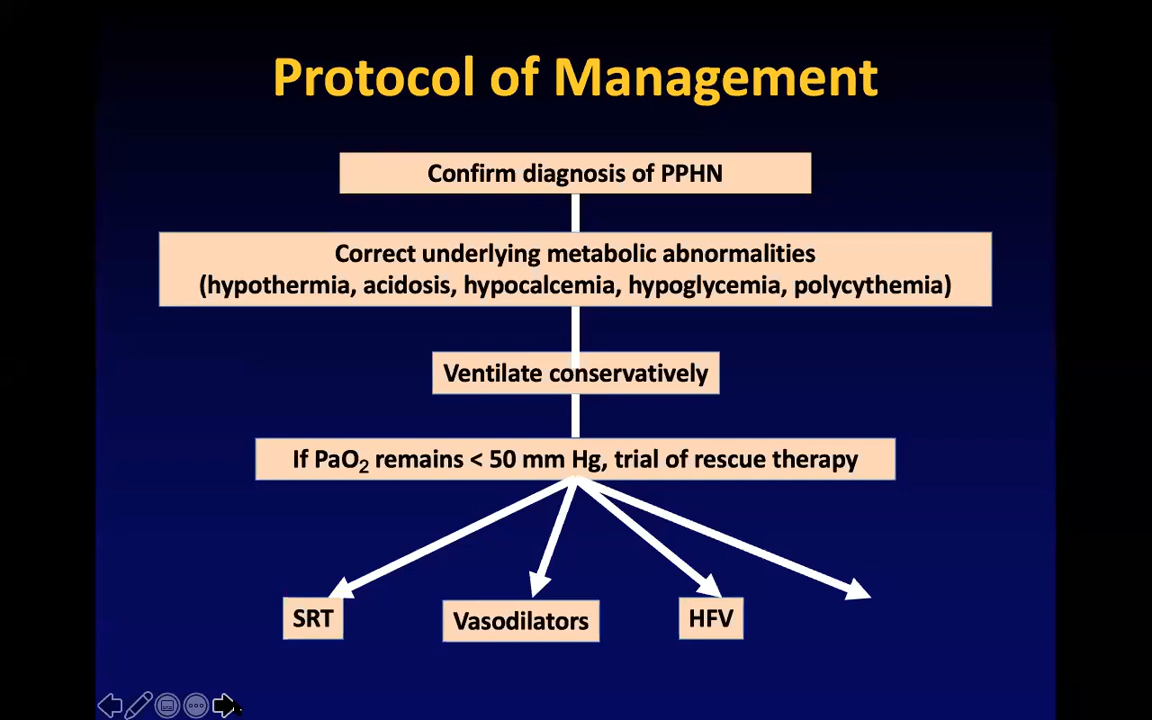 Protocol of Management
Confirm diagnosis of PPHN
Correct underlying metabolic abnormalities
(hypothermia, acidosis, hypocalcemia, hypoglycemia, polycythemia)
Ventilate conservatively
If PaO₂ remains < 50 mm Hg, trial of rescue therapy
SRT
Vasodilators
HFV